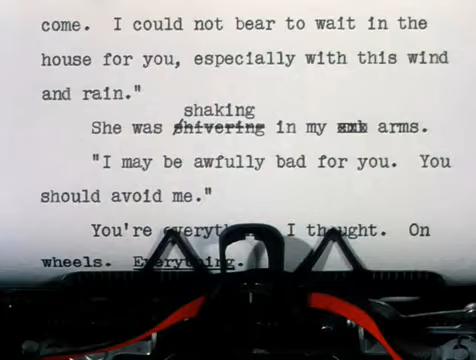 come. I could not bear to wait in the
house for you, especially with this wind
and rain."
shaking
She was shivering in my arms.
"I may be awfully bad for you. You
should avoid me."
You're everything I thought. On
wheels. Everything.